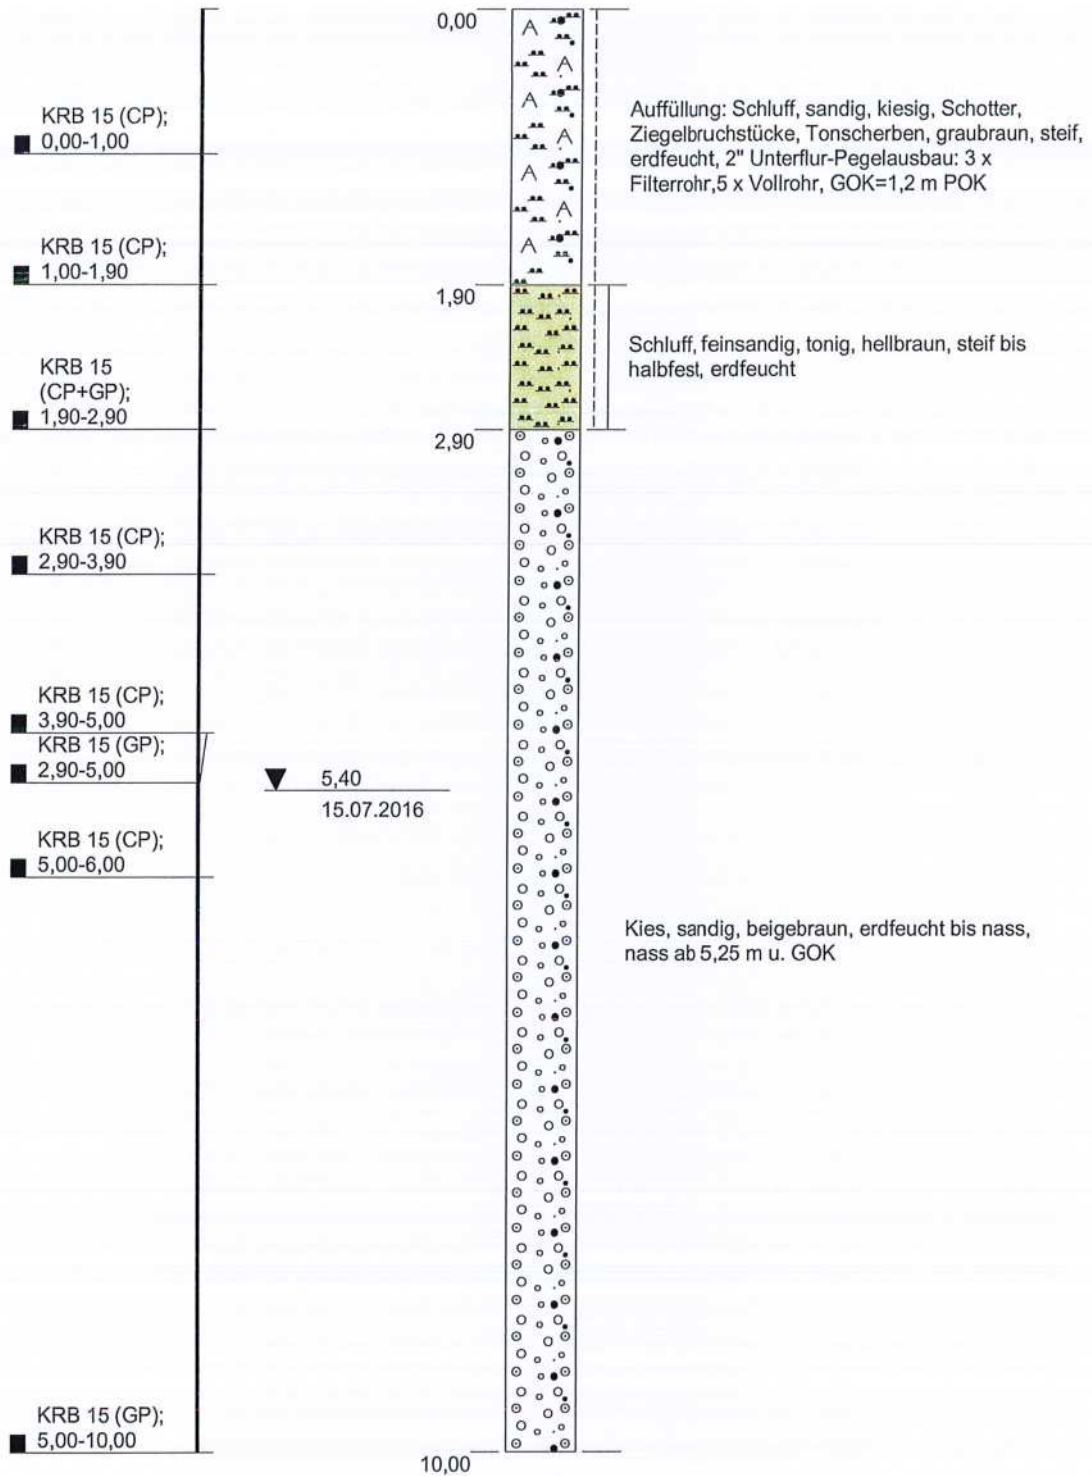 0,00
KRB 15 (CP);
0,00-1,00
Auffüllung: Schluff, sandig, kiesig, Schotter,
Ziegelbruchstücke, Tonscherben, graubraun, steif,
erdfeucht, 2" Unterflur-Pegelausbau: 3 x
Filterrohr,5 x Vollrohr, GOK=1,2 m POK
KRB 15 (CP);
1,00-1,90
1,90
KRB 15
(CP+GP);
1,90-2,90
Schluff, feinsandig, tonig, hellbraun, steif bis
halbfest, erdfeucht
2,90
KRB 15 (CP);
2,90-3,90
KRB 15 (CP);
3,90-5,00
KRB 15 (GP);
2,90-5,00
5,40
15.07.2016
KRB 15 (CP);
5,00-6,00
Kies, sandig, beigebraun, erdfeucht bis nass,
nass ab 5,25 m u. GOK
KRB 15 (GP);
5,00-10,00
10,00